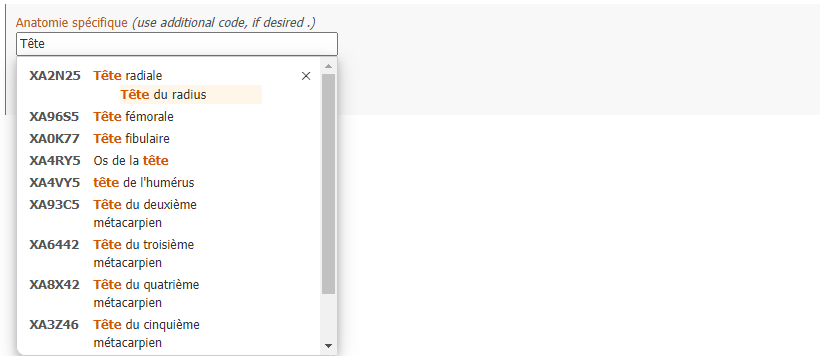 Anatomie spécifique (use additional code, if desired .)
Tête
XA2N25 Tête radiale
Tête du radius
XA96S5 Tête fémorale
XA0K77 Tête fibulaire
XA4RY5 Os de la tête
XA4VY5 tête de l'humérus
XA93C5 Tête du deuxième
métacarpien
XA6442 Tête du troisième
métacarpien
XA8X42 Tête du quatrième
métacarpien
XA3Z46 Tête du cinquième
métacarpien